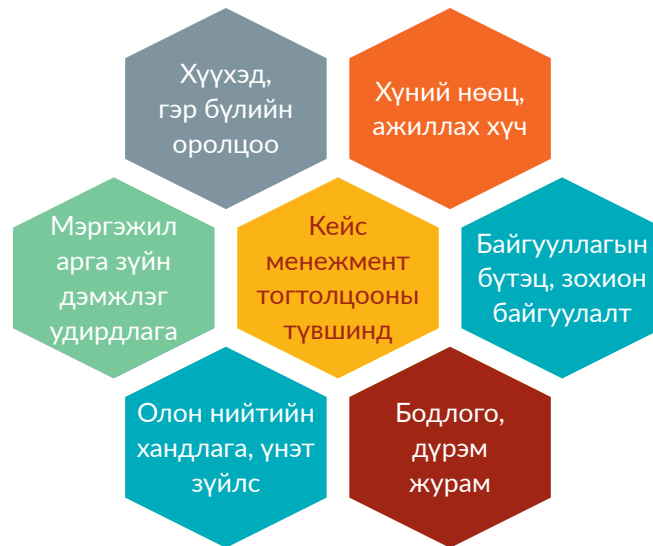 Хүүхэд,
гэр бүлийн
оролцоо
Хүний нөөц,
ажиллах хүч
Мэргэжил
арга зүйн
дэмжлэг
удирдлага
Кейс
менежмент
тогтолцооны
түвшинд
Байгууллагын
бүтэц, зохион
байгуулалт
Олон нийтийн
хандлага, үнэт
зүйлс
Бодлого,
дүрэм
журам